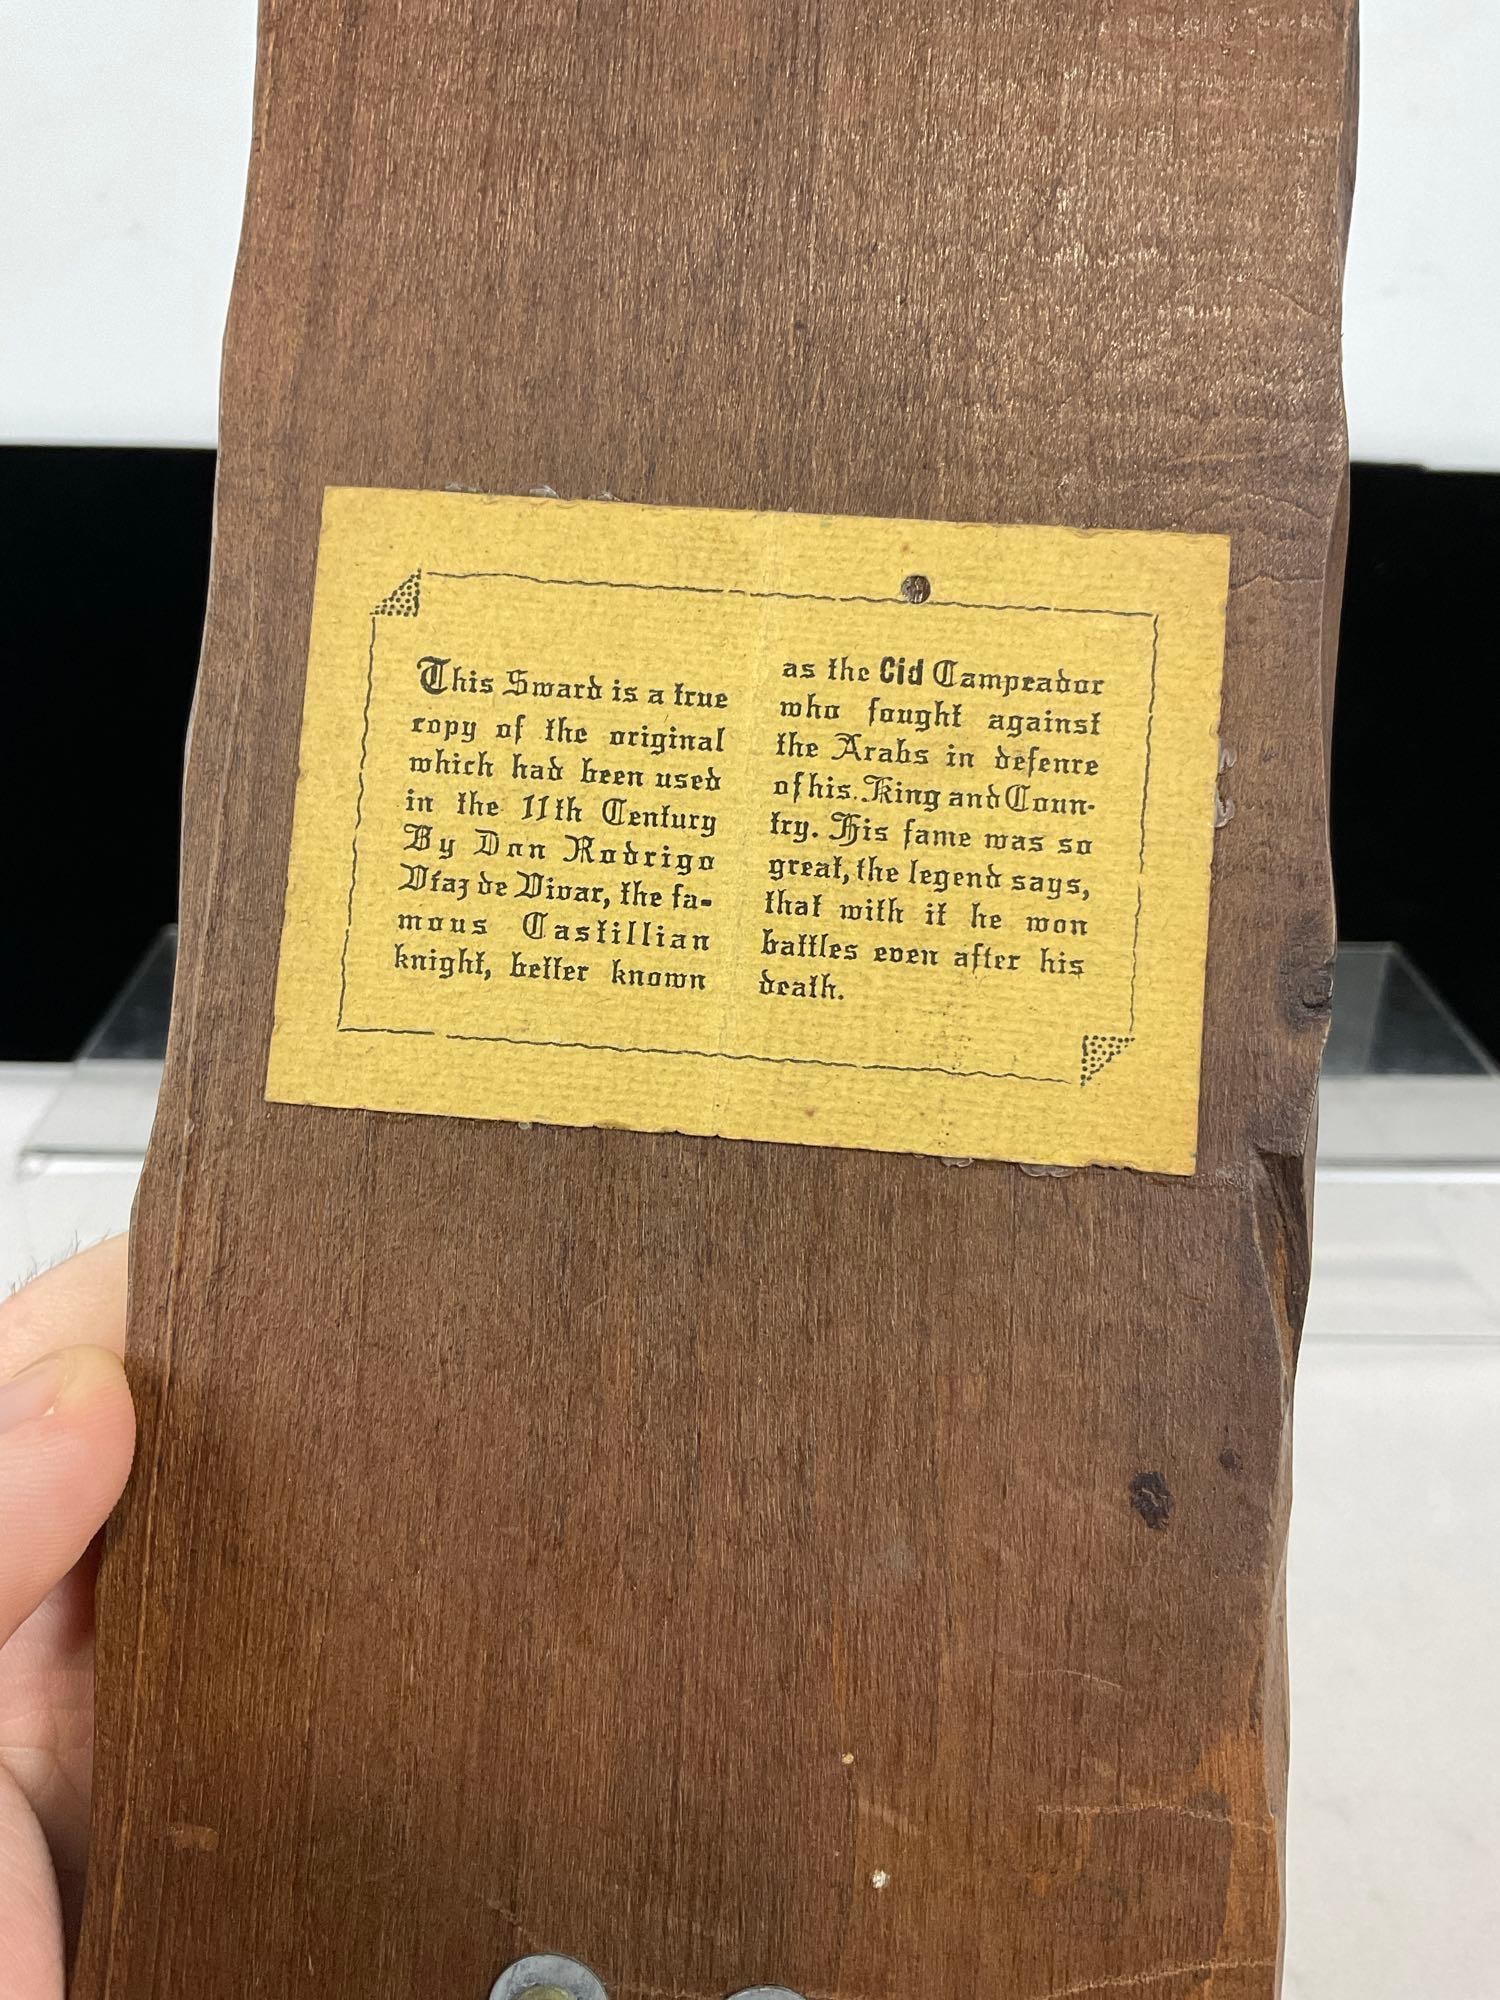 This Sword is a true
copy of the original
which had been used
in the 11th Century
By Don Rodrigo
Díaz de Vivar, the fa-
mous Castillian
knight, better known
as the Cid Campeador
who fought against
the Arabs in defence
of his. King and Coun-
try. His fame was so
great, the legend says,
that with it he won
battles even after his
death.